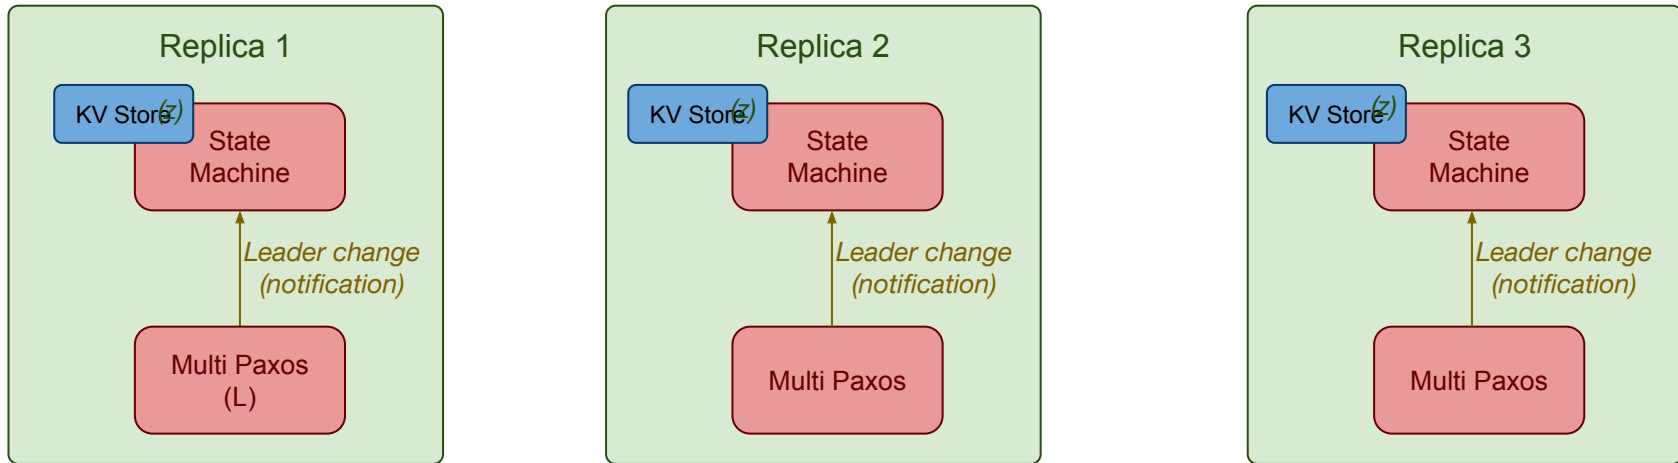 Replica 1
KV Store
(z)
State
Machine
Leader change
(notification)
Multi Paxos
(L)
Replica 2
KV Store
(z)
State
Machine
Leader change
(notification)
Multi Paxos
Replica 3
KV Store
(z)
State
Machine
Leader change
(notification)
Multi Paxos